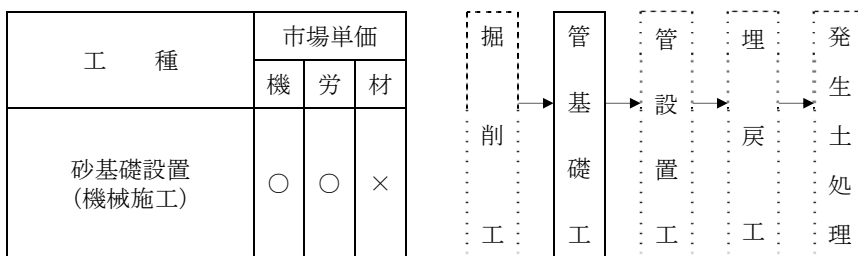 工 種
市場単価
機 労 材
砂基礎設置
(機械施工)
○ ○ ×
掘削工
管基礎工
管設置工
埋戻工
発生土処理